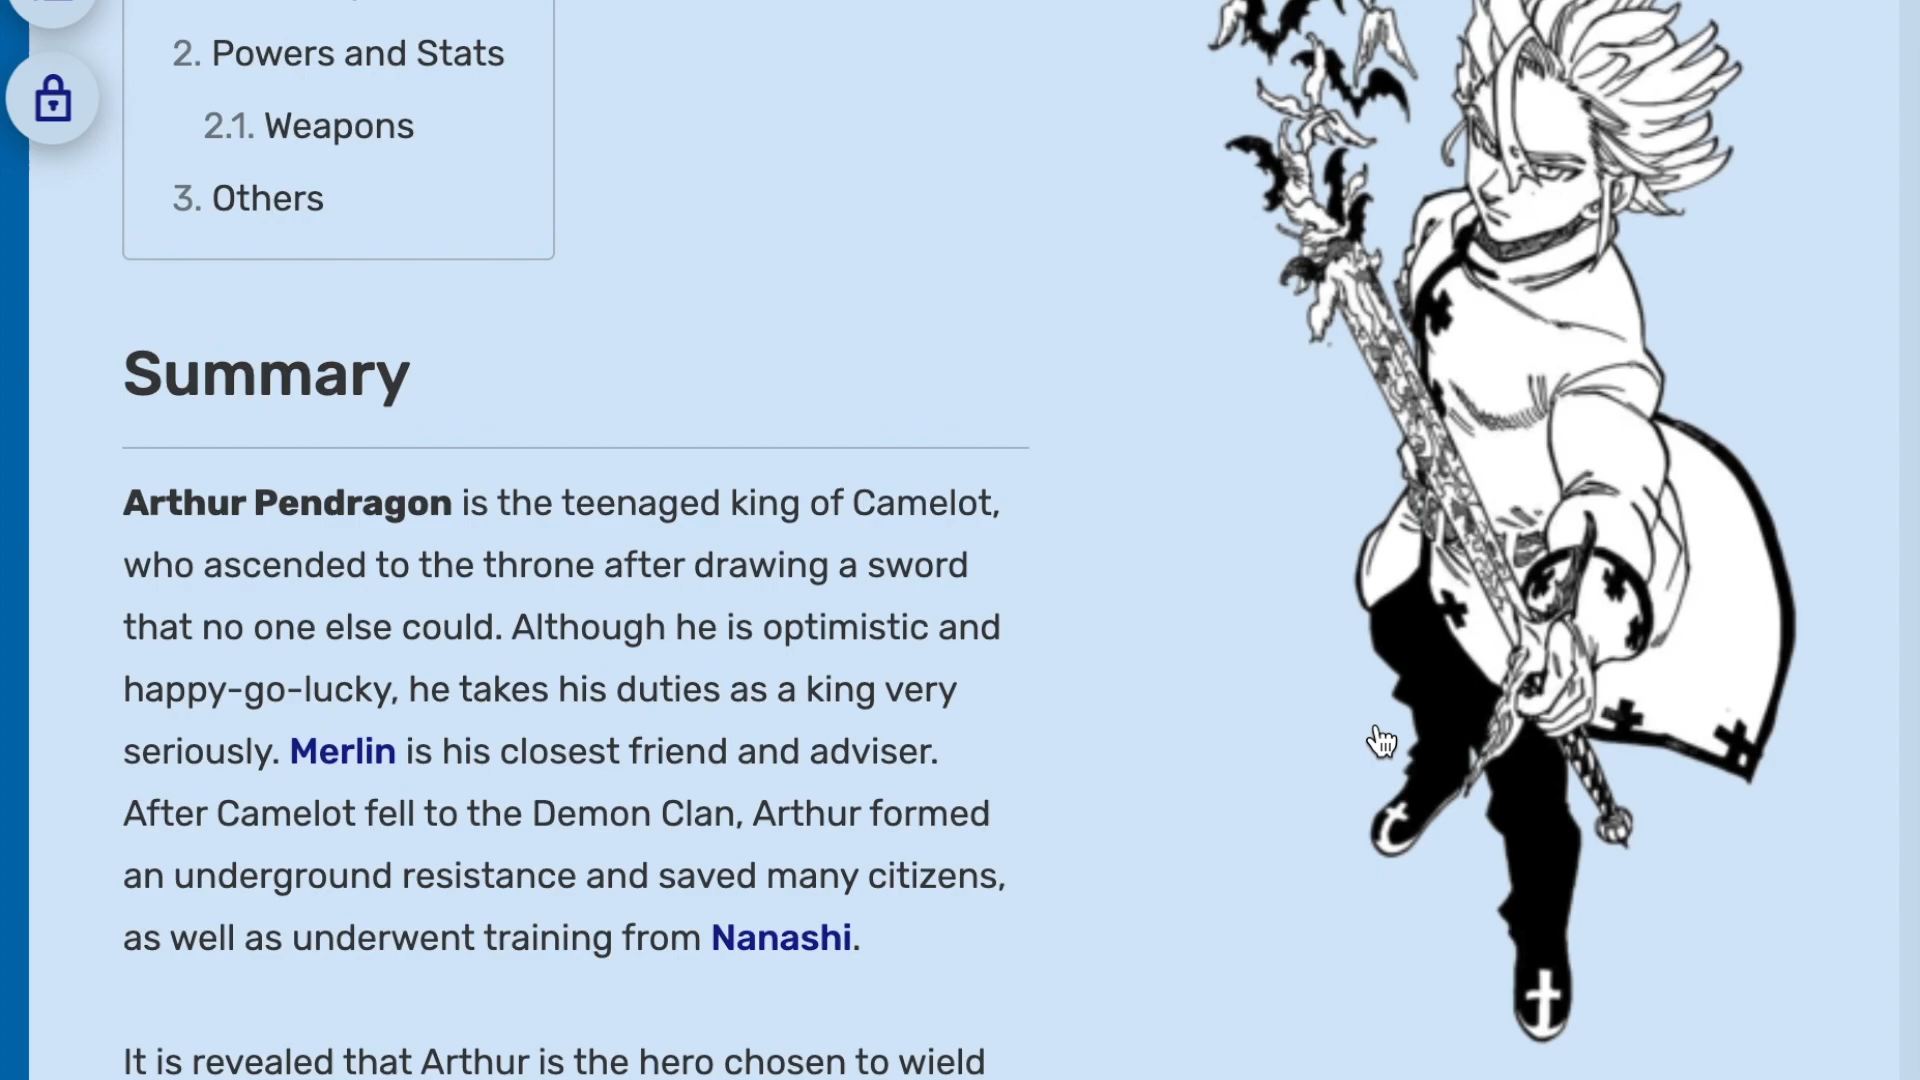 2. Powers and Stats
2.1. Weapons
3. Others
Summary
Arthur Pendragon is the teenaged king of Camelot,
who ascended to the throne after drawing a sword
that no one else could. Although he is optimistic and
happy-go-lucky, he takes his duties as a king very
seriously. Merlin is his closest friend and adviser.
After Camelot fell to the Demon Clan, Arthur formed
an underground resistance and saved many citizens,
as well as underwent training from Nanashi.
It is revealed that Arthur is the hero chosen to wield